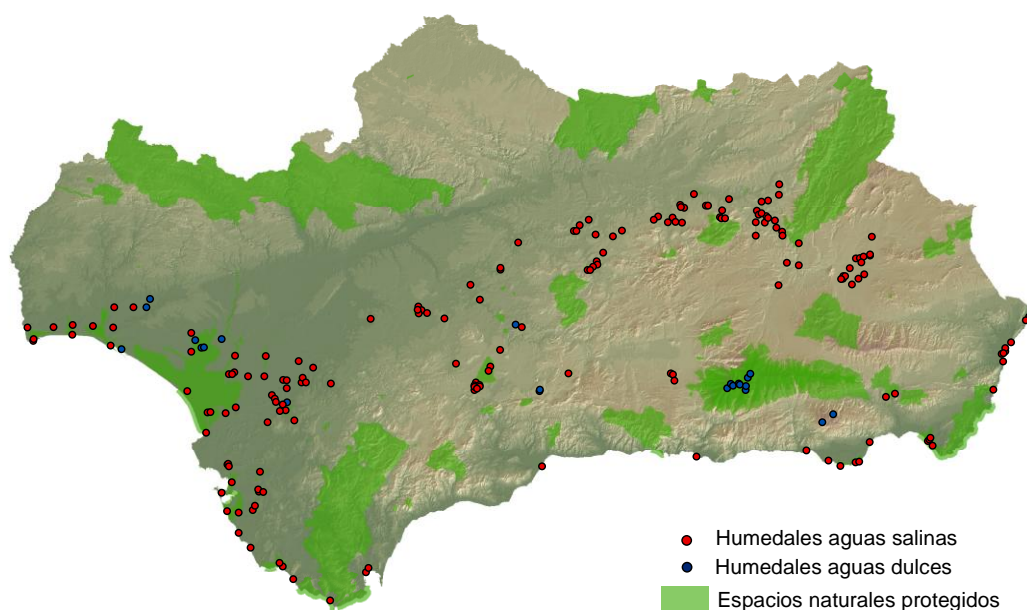 Humedales aguas salinas
Humedales aguas dulces
Espacios naturales protegidos